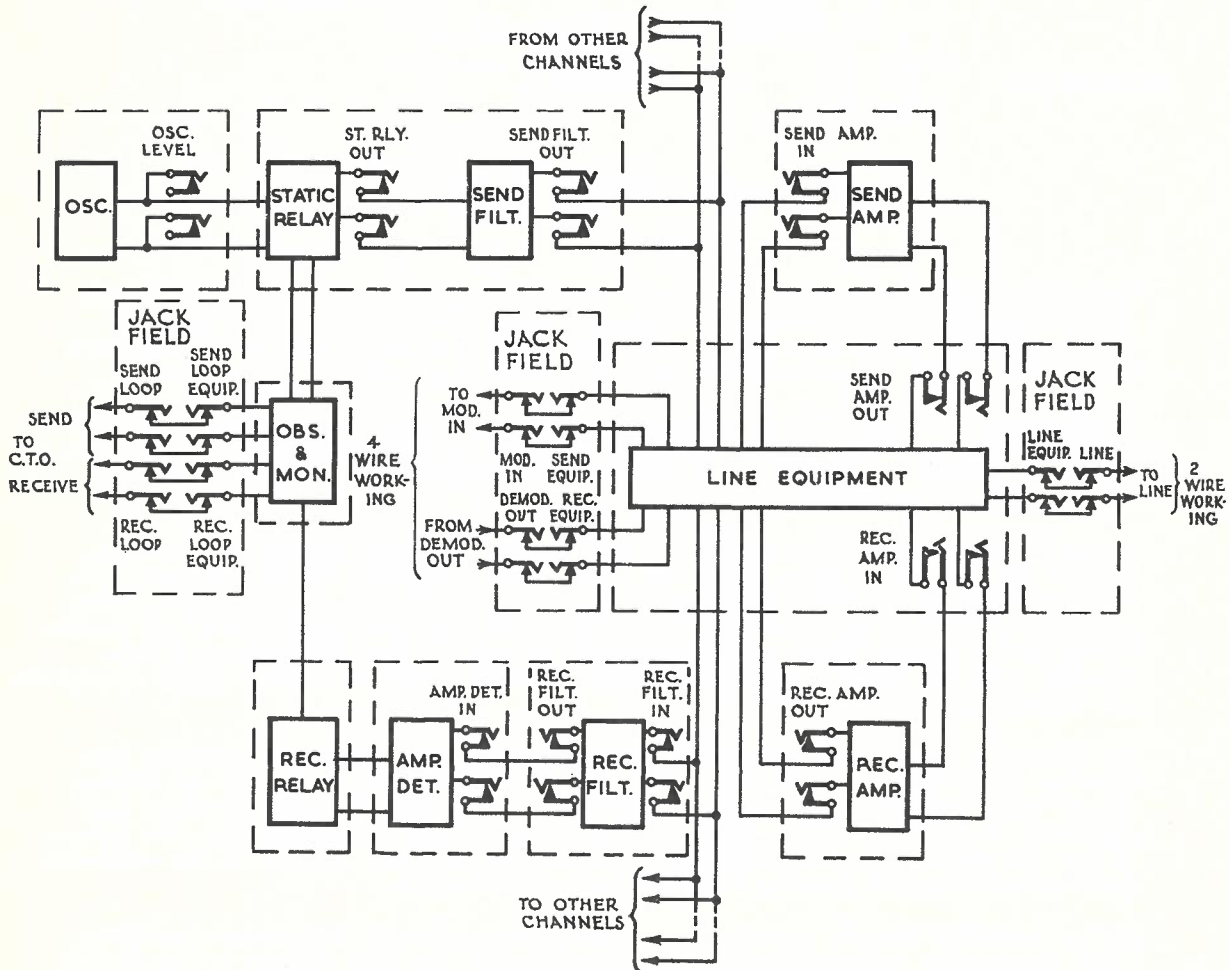 FROM OTHER
CHANNELS
OSC.
LEVEL
OSC.
ST. RLY.
OUT
STATIC
RELAY
SEND FILT.
OUT
SEND
FILT.
SEND AMP.
IN
SEND
AMP.
JACK
FIELD
SEND
LOOP
SEND
LOOP
EQUIP.
SEND
TO
C.T.O.
RECEIVE
REC.
LOOP
REC.
LOOP
EQUIP.
OBS.
&
MON.
4
WIRE
WORK-
ING
JACK
FIELD
TO
MOD.
IN
MOD.
IN
SEND
EQUIP.
DEMOD.
OUT
REC.
EQUIP.
FROM
DEMOD.
OUT
LINE EQUIPMENT
SEND
AMP.
OUT
REC.
AMP.
IN
JACK
FIELD
LINE
EQUIP.
LINE
TO
LINE
2
WIRE
WORK-
ING
REC.
RELAY
AMP. DET.
IN
AMP.
DET.
REC.
FILT.
OUT
REC.
FILT.
IN
REC.
FILT.
REC. AMP.
OUT
REC.
AMP.
TO OTHER
CHANNELS